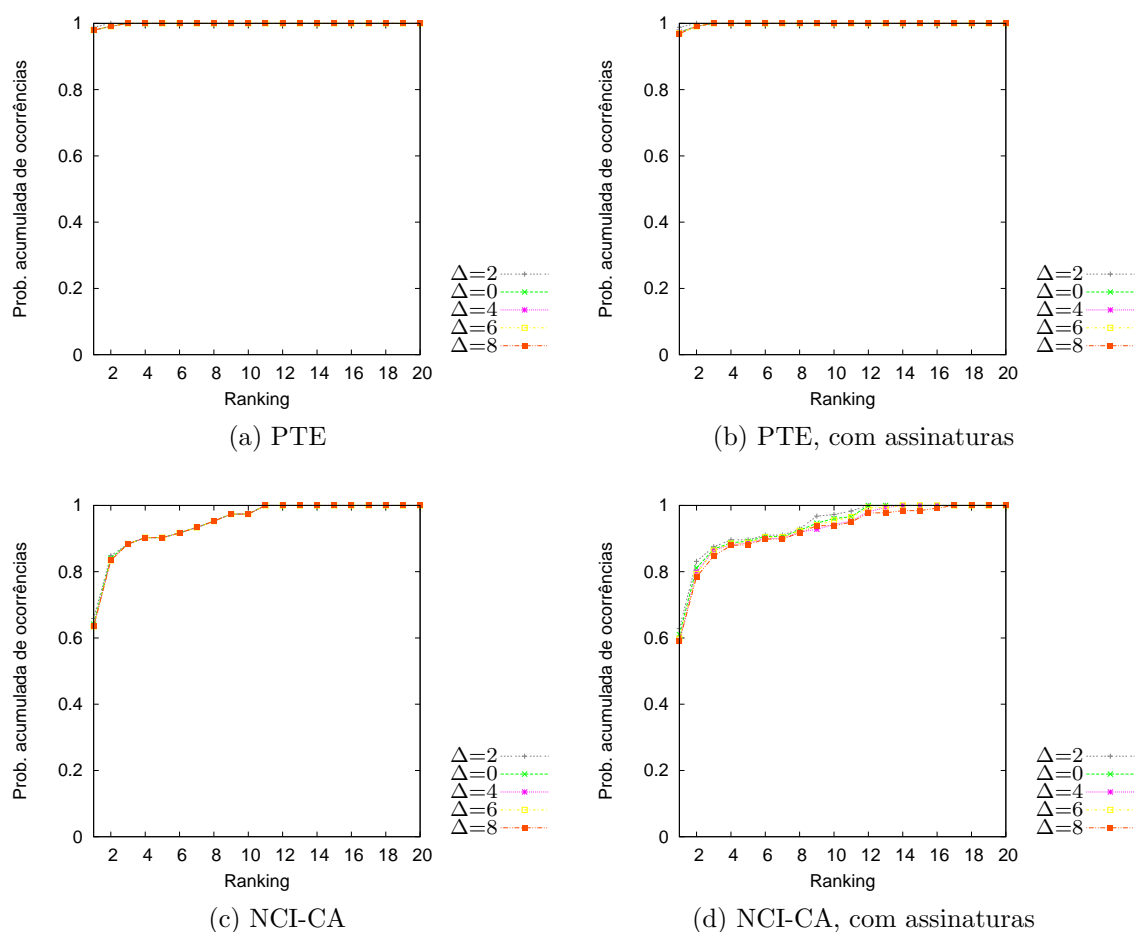 Prob. acumulada de ocorrências
1
0.8
0.6
0.4
0.2
0
2 4 6 8 10 12 14 16 18 20
Ranking
Δ=2
Δ=0
Δ=4
Δ=6
Δ=8
(a) PTE
Prob. acumulada de ocorrências
1
0.8
0.6
0.4
0.2
0
2 4 6 8 10 12 14 16 18 20
Ranking
Δ=2
Δ=0
Δ=4
Δ=6
Δ=8
(b) PTE, com assinaturas
Prob. acumulada de ocorrências
1
0.8
0.6
0.4
0.2
0
2 4 6 8 10 12 14 16 18 20
Ranking
Δ=2
Δ=0
Δ=4
Δ=6
Δ=8
(c) NCI-CA
Prob. acumulada de ocorrências
1
0.8
0.6
0.4
0.2
0
2 4 6 8 10 12 14 16 18 20
Ranking
Δ=2
Δ=0
Δ=4
Δ=6
Δ=8
(d) NCI-CA, com assinaturas